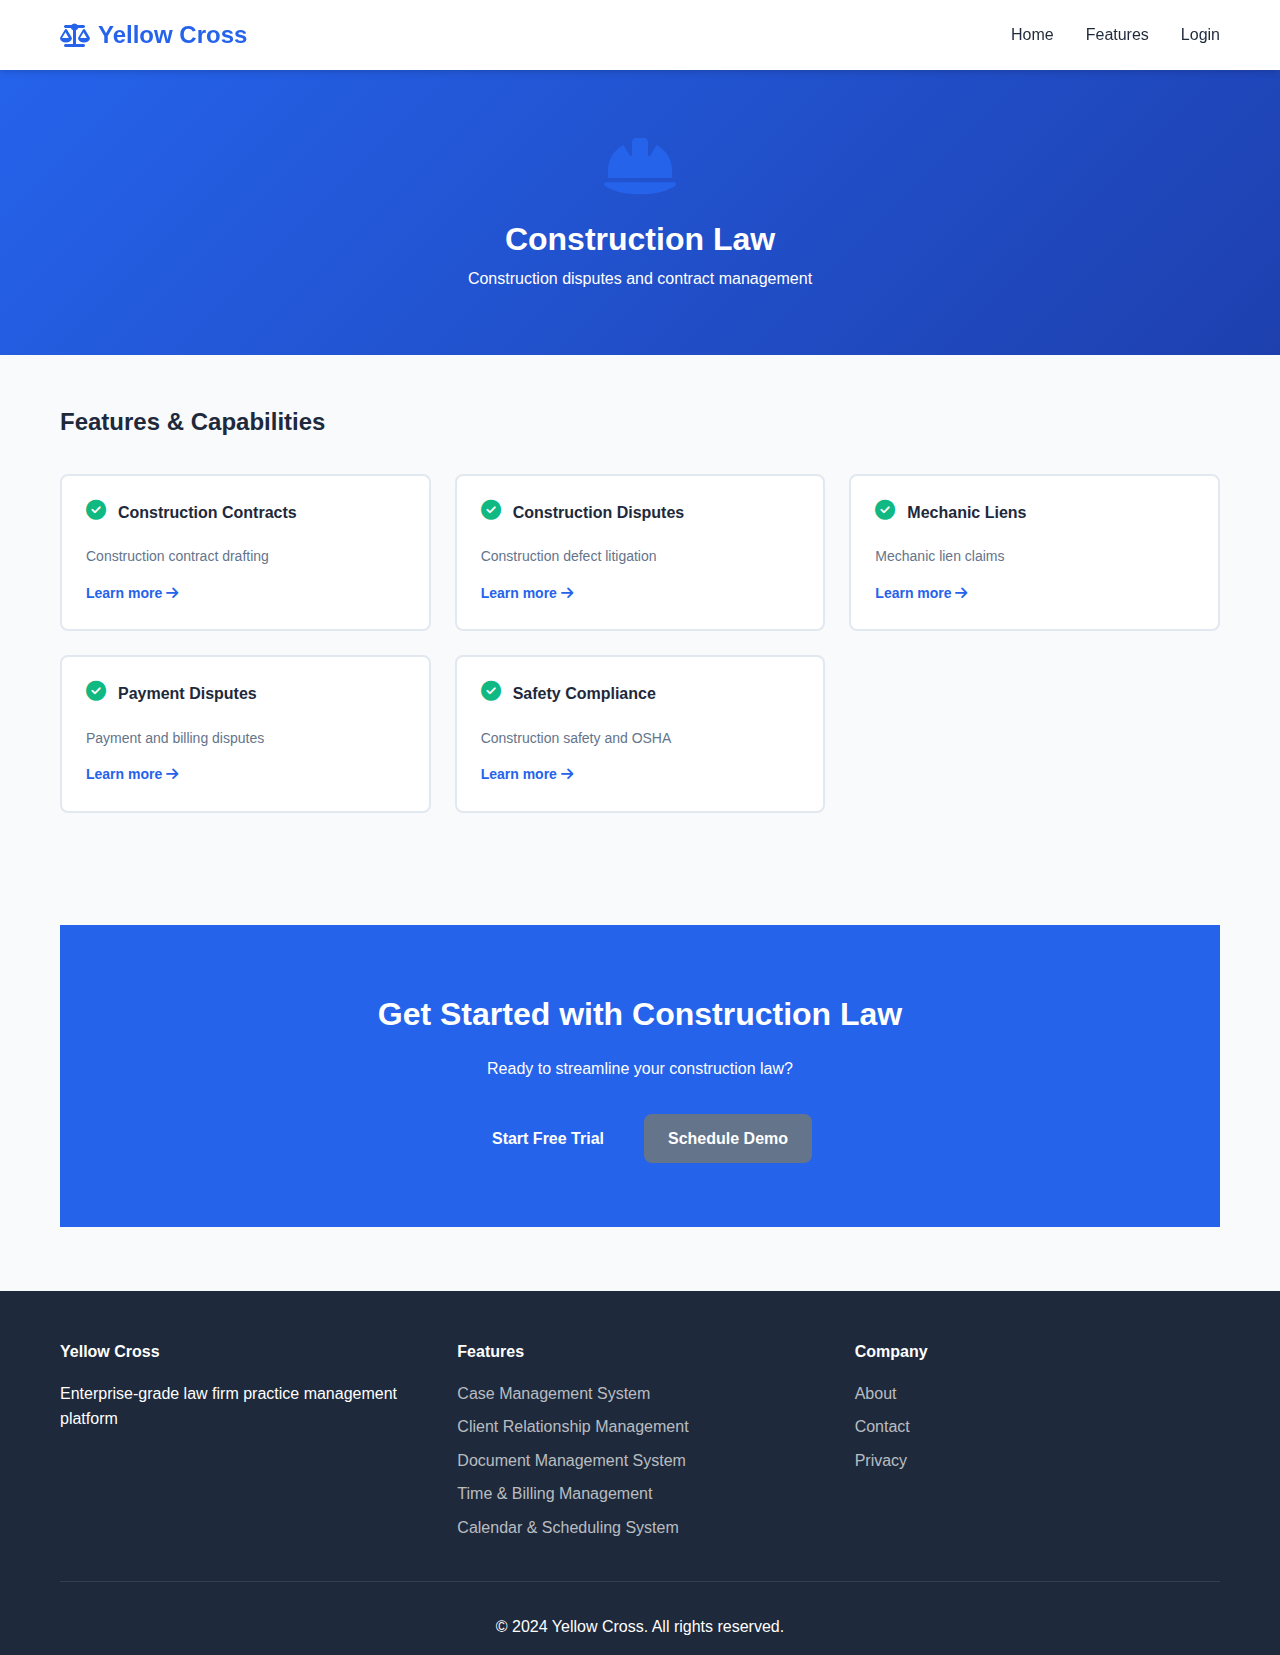 Yellow Cross
Home
Features
Login
Construction Law
Construction disputes and contract management
Features & Capabilities
Construction Contracts
Construction contract drafting
Learn more
Construction Disputes
Construction defect litigation
Learn more
Mechanic Liens
Mechanic lien claims
Learn more
Payment Disputes
Payment and billing disputes
Learn more
Safety Compliance
Construction safety and OSHA
Learn more
Get Started with Construction Law
Ready to streamline your construction law?
Start Free Trial
Schedule Demo
Yellow Cross
Enterprise-grade law firm practice management
platform
Features
Case Management System
Client Relationship Management
Document Management System
Time & Billing Management
Calendar & Scheduling System
Company
About
Contact
Privacy
© 2024 Yellow Cross. All rights reserved.